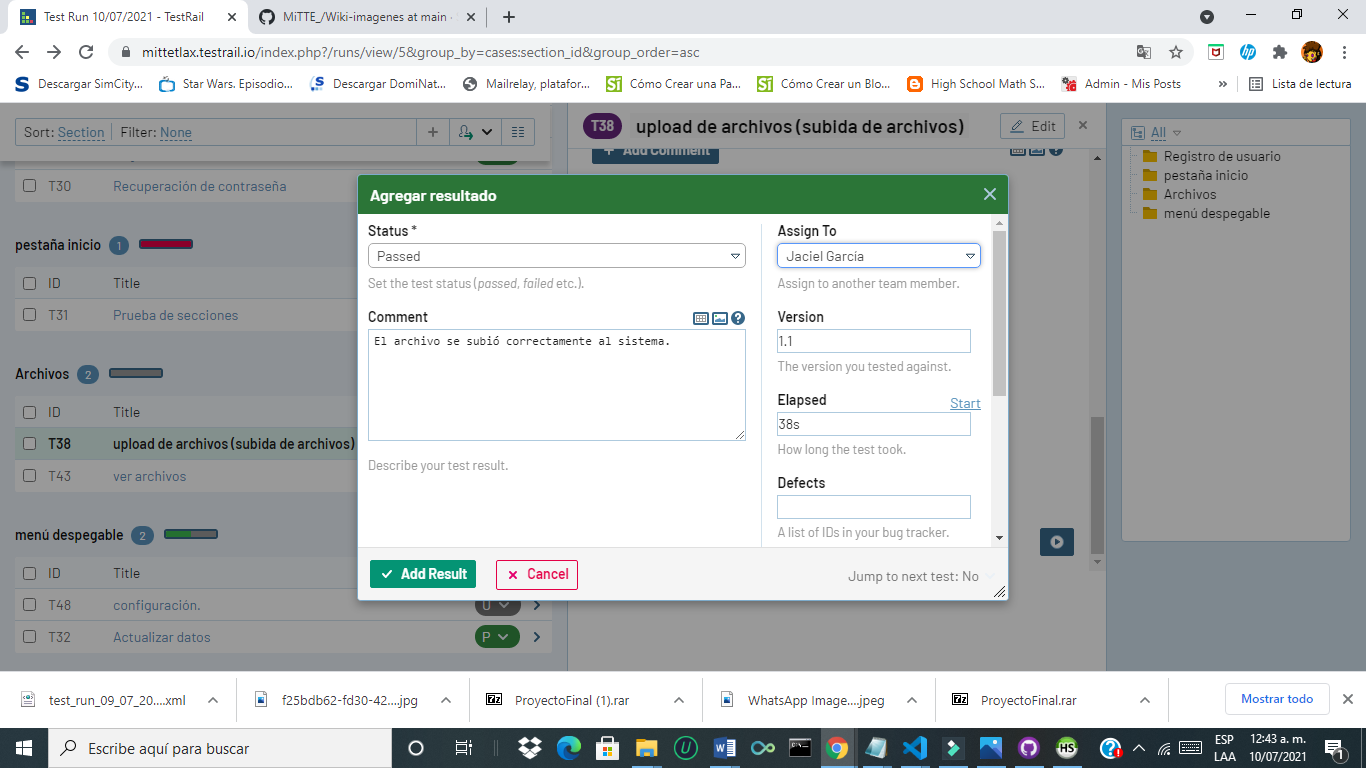 Test Run 10/07/2021 - TestRail
MiTTE_/Wiki-imagenes at main
mittetlax.testrail.io/index.php?/runs/view/5&group_by=cases:section_id&group_order=asc
Descargar SimCity...
Star Wars. Episodio...
Descargar DomiNat...
Mailrelay, platafor...
Cómo Crear una Pa...
Cómo Crear un Blo...
High School Math S...
Admin - Mis Posts
»
Lista de lectura
Sort: Section
Filter: None
T38
upload de archivos (subida de archivos)
Edit
All
Registro de usuario
pestaña inicio
Archivos
menú despegable
+ Add Comment
T30 Recuperación de contraseña
pestaña inicio 1
ID Title
T31 Prueba de secciones
Archivos 2
ID Title
T38 upload de archivos (subida de archivos)
T43 ver archivos
menú despegable 2
ID Title
T48 configuración. U
T32 Actualizar datos P
Agregar resultado
Status *
Passed
Set the test status (passed, failed etc.).
Comment
El archivo se subió correctamente al sistema.
Describe your test result.
Assign To
Jaciel García
Assign to another team member.
Version
1.1
The version you tested against.
Elapsed Start
38s
How long the test took.
Defects
A list of IDs in your bug tracker.
Add Result
Cancel
Jump to next test: No
test_run_09_07_20....xml
f25bdb62-fd30-42....jpg
ProyectoFinal (1).rar
WhatsApp Image....jpeg
ProyectoFinal.rar
Mostrar todo
Escribe aquí para buscar
ESP
LAA
12:43 a. m.
10/07/2021
1